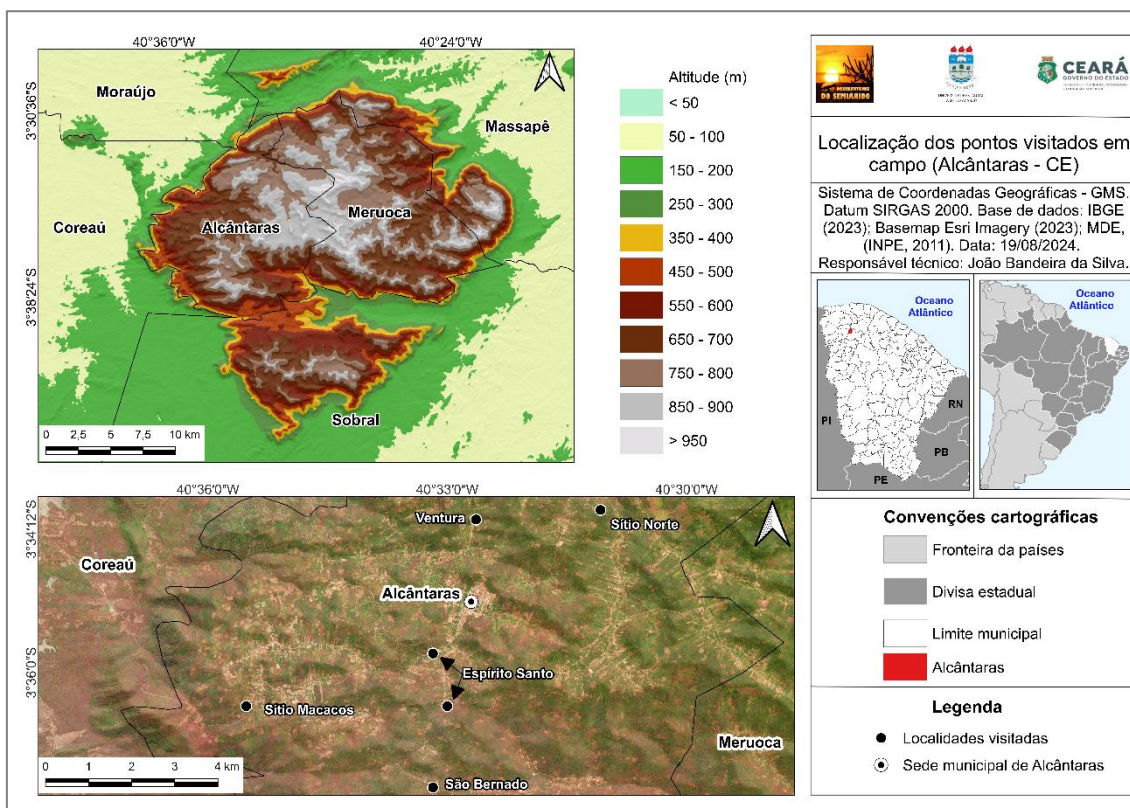 40°36'0"W
40°24'0"W
3°30'36"S
3°38'24"S
Moraújo
Massapê
Coreaú
Alcântaras
Meruoca
Sobral
0 2,5 5 7,5 10 km
Altitude (m)
< 50
50 - 100
150 - 200
250 - 300
350 - 400
450 - 500
550 - 600
650 - 700
750 - 800
850 - 900
> 950
40°36'0"W
40°33'0"W
40°30'0"W
3°34'12"S
3°36'0"S
Ventura
Sítio Norte
Coreaú
Alcântaras
Espírito Santo
Sítio Macacos
Meruoca
São Bernado
0 1 2 3 4 km
DO SEMIÁRIDO
CEARÁ
GOVERNO DO ESTADO
Localização dos pontos visitados em
campo (Alcântaras - CE)
Sistema de Coordenadas Geográficas - GMS.
Datum SIRGAS 2000. Base de dados: IBGE
(2023); Basemap Esri Imagery (2023); MDE,
(INPE, 2011). Data: 19/08/2024.
Responsável técnico: João Bandeira da Silva.
Oceano
Atlântico
PI
RN
PB
PE
Oceano
Atlântico
Convenções cartográficas
Fronteira da países
Divisa estadual
Limite municipal
Alcântaras
Legenda
Localidades visitadas
Sede municipal de Alcântaras